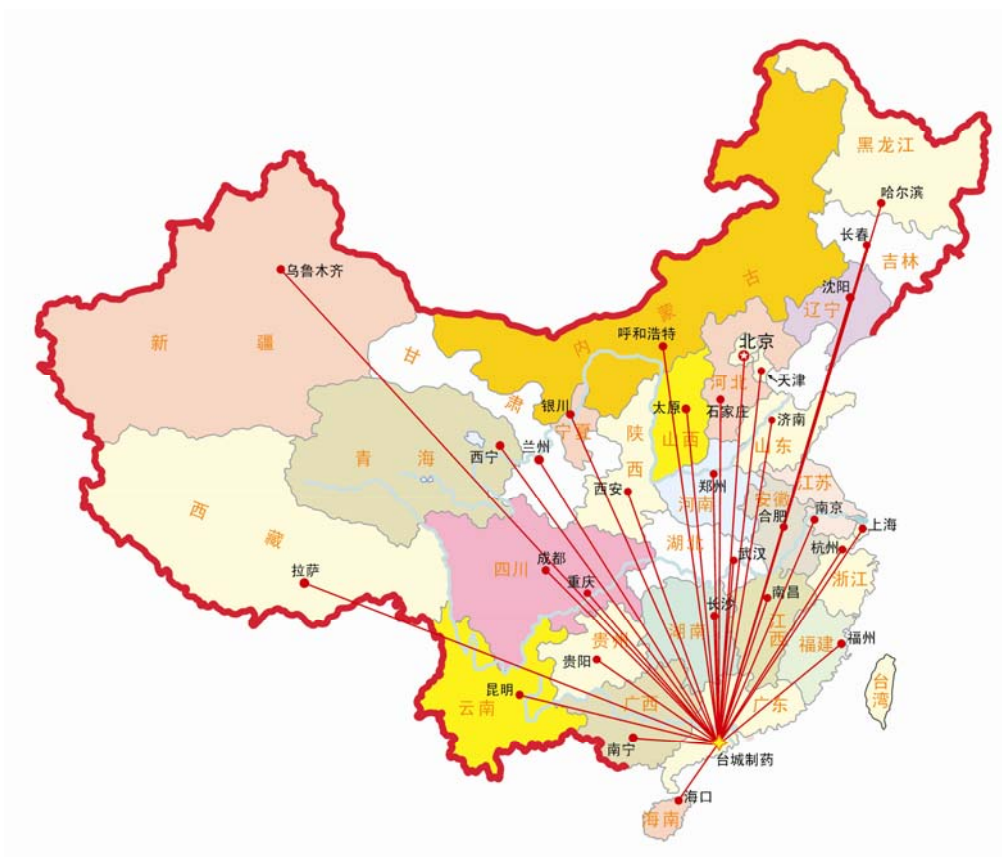 黑龙江
哈尔滨
长春
吉林
沈阳
辽宁
乌鲁木齐
新疆
内蒙古
呼和浩特
北京
天津
河北
石家庄
甘肃
银川
宁夏
太原
山西
济南
山东
陕西
西宁
兰州
青海
西安
郑州
河南
江苏
安徽
南京
合肥
上海
西藏
湖北
武汉
杭州
浙江
拉萨
四川
成都
重庆
南昌
长沙
湖南
江西
贵州
贵阳
福建
福州
昆明
云南
广西
广东
台湾
南宁
台城制药
海口
海南